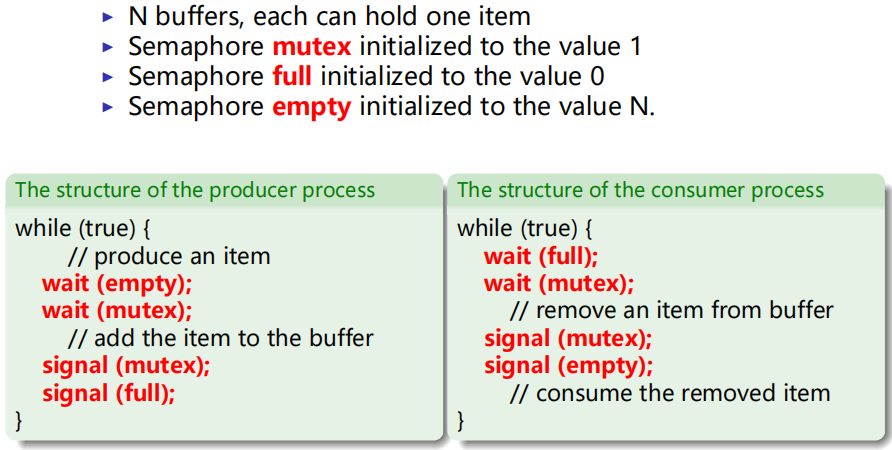 ▸ N buffers, each can hold one item
▸ Semaphore mutex initialized to the value 1
▸ Semaphore full initialized to the value 0
▸ Semaphore empty initialized to the value N.
The structure of the producer process
while (true) {
// produce an item
wait (empty);
wait (mutex);
// add the item to the buffer
signal (mutex);
signal (full);
}
The structure of the consumer process
while (true) {
wait (full);
wait (mutex);
// remove an item from buffer
signal (mutex);
signal (empty);
// consume the removed item
}